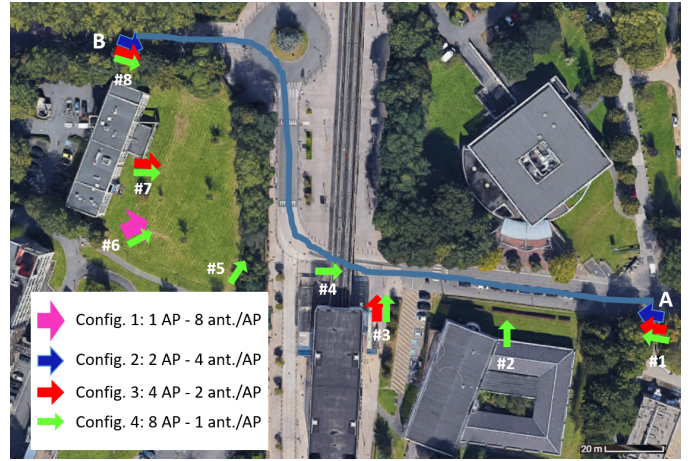 B
#8
#7
#6
#5
#4
A
#3
#2
#1
Config. 1: 1 AP - 8 ant./AP
Config. 2: 2 AP - 4 ant./AP
Config. 3: 4 AP - 2 ant./AP
Config. 4: 8 AP - 1 ant./AP
20 m